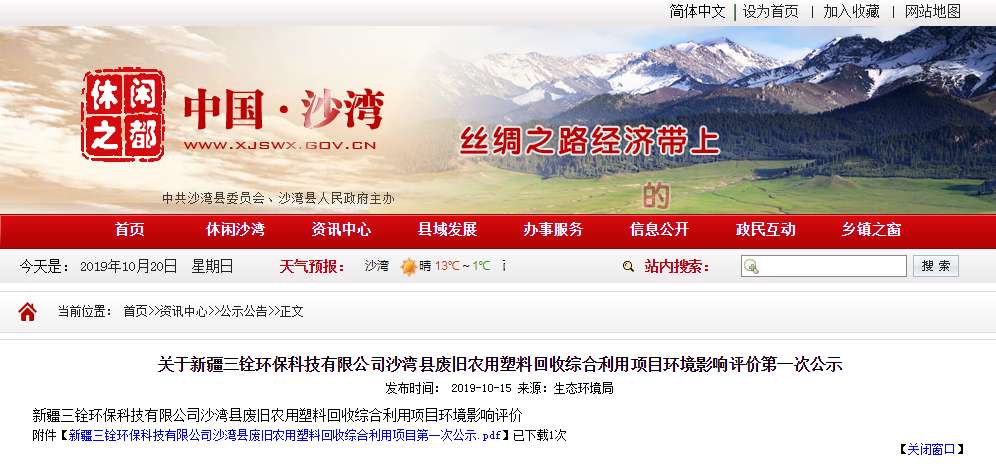 简体中文 设为首页 | 加入收藏 | 网站地图
休闲之都
中国·沙湾
WWW.XJSWX.GOV.CN
丝绸之路经济带上
的
中共沙湾县委员会、沙湾县人民政府主办
首页 休闲沙湾 资讯中心 县域发展 办事服务 信息公开 政民互动 乡镇之窗
今天是: 2019年10月20日 星期日 天气预报: 沙湾 晴 13℃~1℃ 站内搜索: 搜 索
当前位置: 首页>>资讯中心>>公示公告>>正文
关于新疆三铨环保科技有限公司沙湾县废旧农用塑料回收综合利用项目环境影响评价第一次公示
发布时间: 2019-10-15 来源: 生态环境局
新疆三铨环保科技有限公司沙湾县废旧农用塑料回收综合利用项目环境影响评价
附件【新疆三铨环保科技有限公司沙湾县废旧农用塑料回收综合利用项目第一次公示.pdf】已下载1次
【关闭窗口】